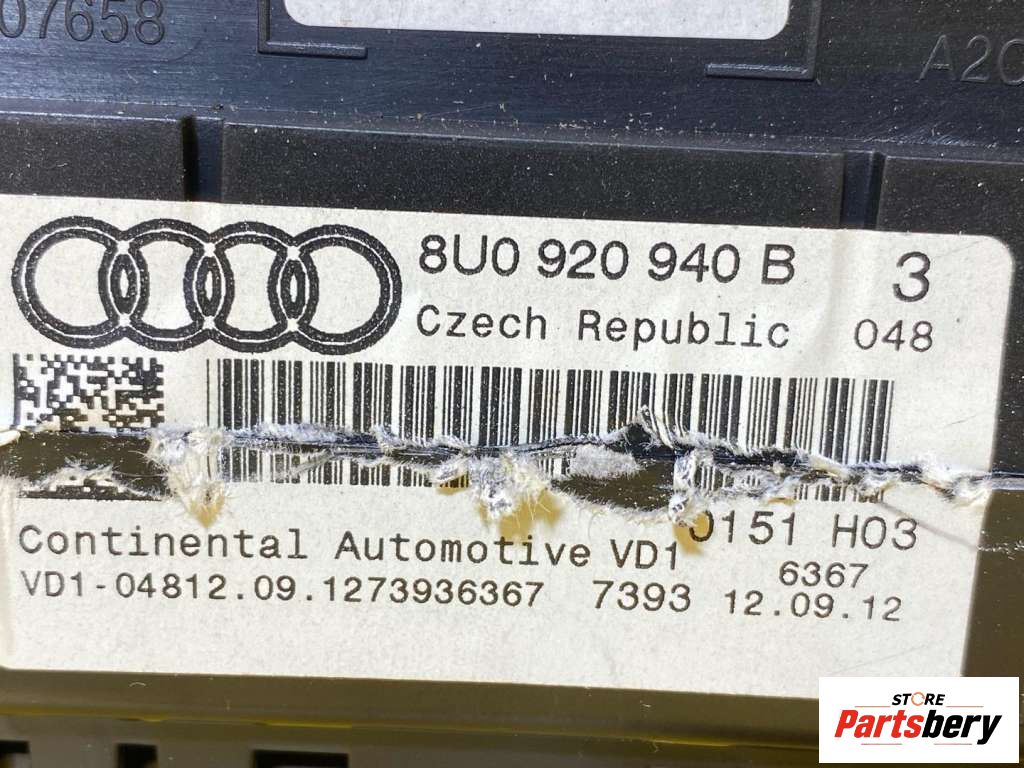 07658
A2C
8U0 920 940 B 3
Czech Republic 048
0151 H03
Continental Automotive VD1
6367
VD1-04812.09.1273936367 7393 12.09.12
STORE
Partsbery